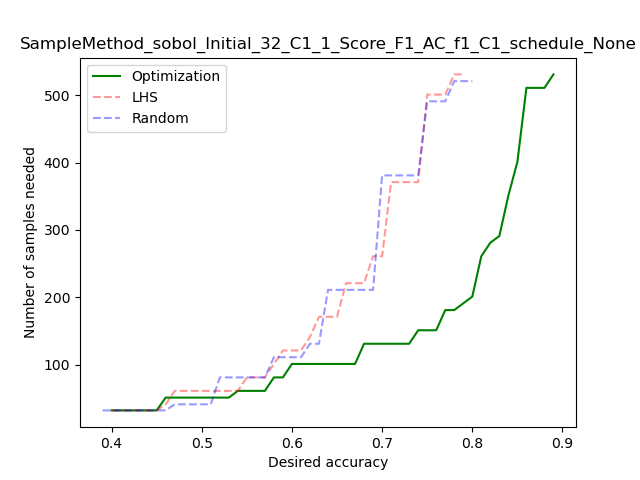 SampleMethod_sobol_Initial_32_C1_1_Score_F1_AC_f1_C1_schedule_None
Optimization
LHS
Random
Number of samples needed
500
400
300
200
100
0.4 0.5 0.6 0.7 0.8 0.9
Desired accuracy